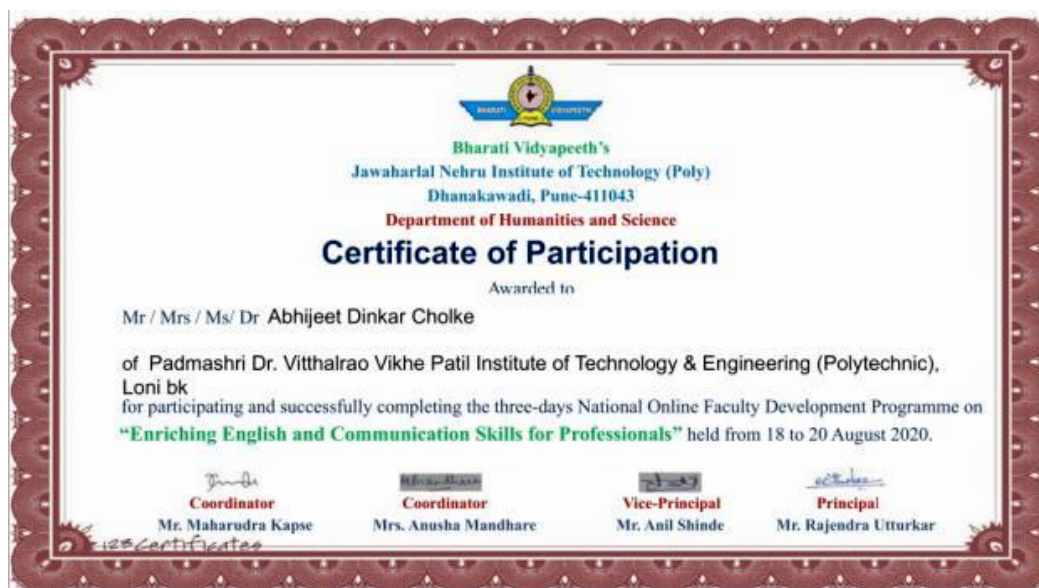 BHARATI VIDYAPEETH
PUNE
Bharati Vidyapeeth's
Jawaharlal Nehru Institute of Technology (Poly)
Dhanakawadi, Pune-411043
Department of Humanities and Science
Certificate of Participation
Awarded to
Mr / Mrs / Ms/ Dr Abhijeet Dinkar Cholke
of Padmashri Dr. Vitthalrao Vikhe Patil Institute of Technology & Engineering (Polytechnic),
Loni bk
for participating and successfully completing the three-days National Online Faculty Development Programme on
“Enriching English and Communication Skills for Professionals” held from 18 to 20 August 2020.
Coordinator Coordinator Vice-Principal Principal
Mr. Maharudra Kapse Mrs. Anusha Mandhare Mr. Anil Shinde Mr. Rajendra Utturkar
123Certificates